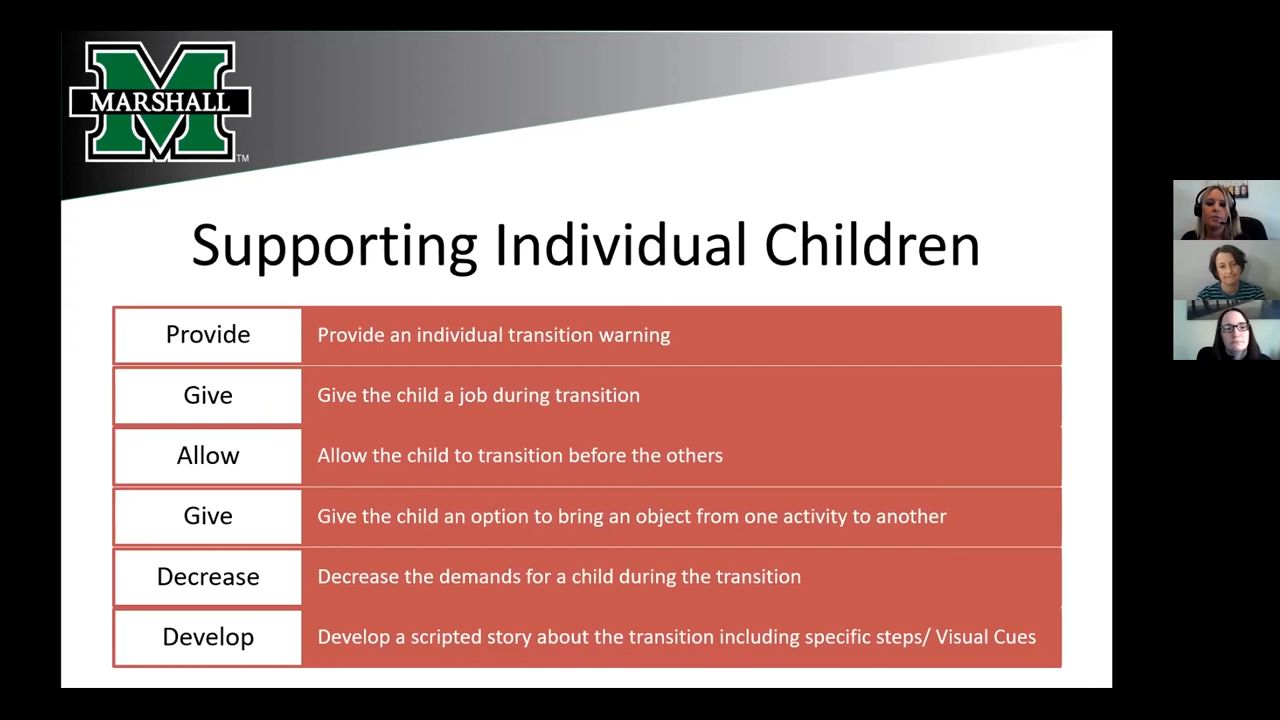 MARSHALL
TM
Supporting Individual Children
Provide
Provide an individual transition warning
Give
Give the child a job during transition
Allow
Allow the child to transition before the others
Give
Give the child an option to bring an object from one activity to another
Decrease
Decrease the demands for a child during the transition
Develop
Develop a scripted story about the transition including specific steps/ Visual Cues